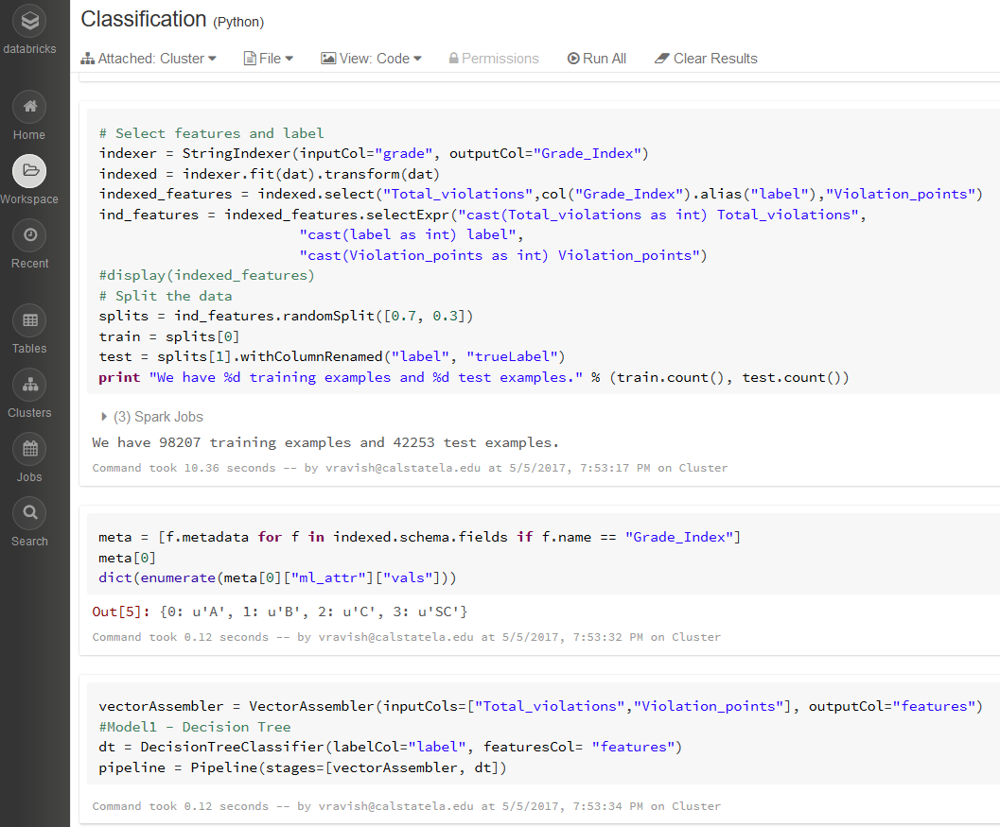 Classification (Python)
databricks
Attached: Cluster File View: Code Permissions Run All Clear Results
Home
Workspace
Recent
Tables
Clusters
Jobs
Search
# Select features and label
indexer = StringIndexer(inputCol="grade", outputCol="Grade_Index")
indexed = indexer.fit(dat).transform(dat)
indexed_features = indexed.select("Total_violations",col("Grade_Index").alias("label"),"Violation_points")
ind_features = indexed_features.selectExpr("cast(Total_violations as int) Total_violations",
"cast(label as int) label",
"cast(Violation_points as int) Violation_points")
#display(indexed_features)
# Split the data
splits = ind_features.randomSplit([0.7, 0.3])
train = splits[0]
test = splits[1].withColumnRenamed("label", "trueLabel")
print "We have %d training examples and %d test examples." % (train.count(), test.count())
(3) Spark Jobs
We have 98207 training examples and 42253 test examples.
Command took 10.36 seconds -- by vravish@calstatela.edu at 5/5/2017, 7:53:17 PM on Cluster
meta = [f.metadata for f in indexed.schema.fields if f.name == "Grade_Index"]
meta[0]
dict(enumerate(meta[0]["ml_attr"]["vals"]))
Out[5]: {0: u'A', 1: u'B', 2: u'C', 3: u'SC'}
Command took 0.12 seconds -- by vravish@calstatela.edu at 5/5/2017, 7:53:32 PM on Cluster
vectorAssembler = VectorAssembler(inputCols=["Total_violations","Violation_points"], outputCol="features")
#Model1 - Decision Tree
dt = DecisionTreeClassifier(labelCol="label", featuresCol= "features")
pipeline = Pipeline(stages=[vectorAssembler, dt])
Command took 0.12 seconds -- by vravish@calstatela.edu at 5/5/2017, 7:53:34 PM on Cluster